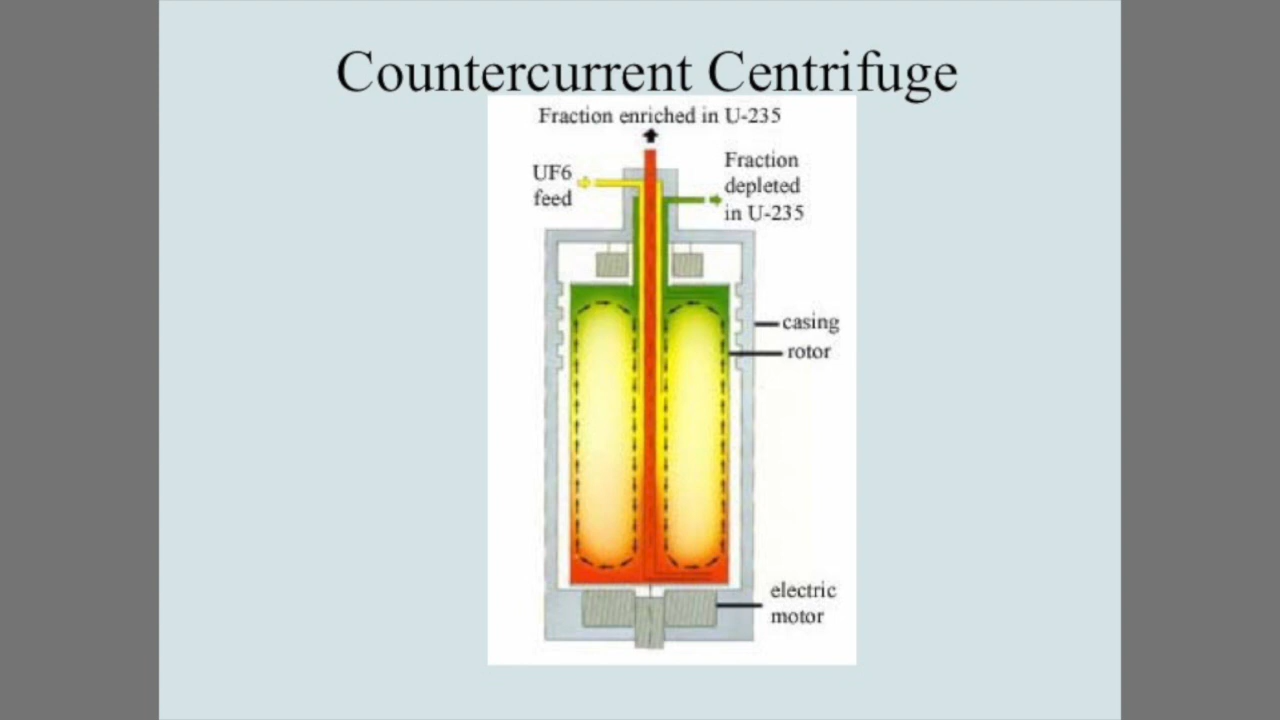 Countercurrent Centrifuge
Fraction enriched in U-235
UF6
feed
Fraction
depleted
in U-235
casing
rotor
electric
motor